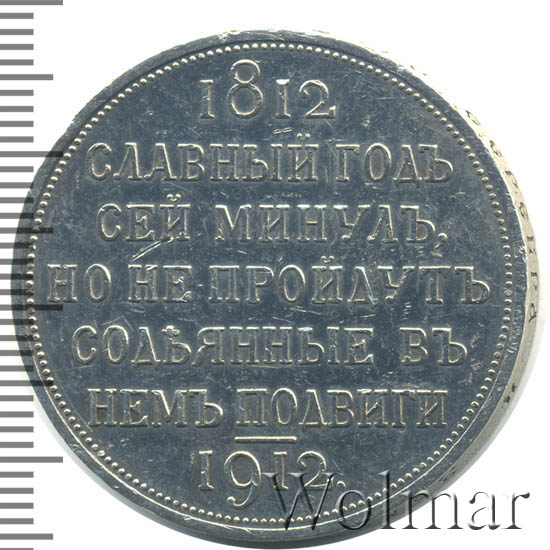 1812
СЛАВНЫЙ ГОДЪ
СЕЙ МИНУЛЪ,
НО НЕ ПРОЙДУТЪ
СОДѢЯННЫЕ ВЪ
НЕМЪ ПОДВИГИ
1912.
Wolmar